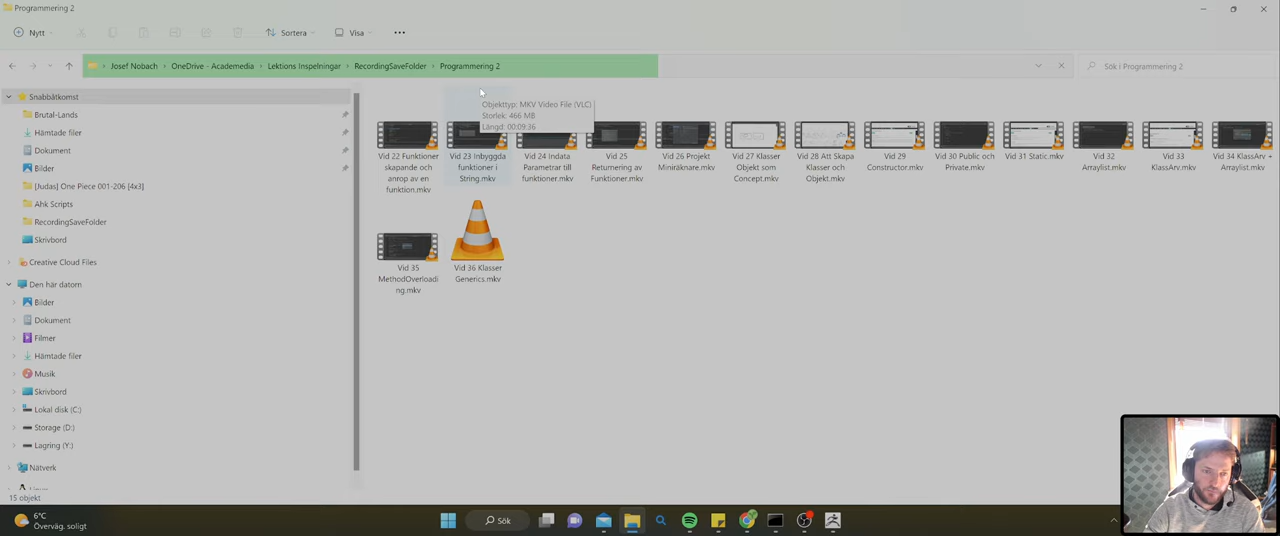 Programmering 2
Nytt
Sortera
Visa
Josef Nobach > OneDrive - Academedia > Lektions Inspelningar > RecordingSaveFolder > Programmering 2
Sök i Programmering 2
Snabbåtkomst
Brutal-Lands
Hämtade filer
Dokument
Bilder
[Judas] One Piece 001-206 [4x3]
Ahk Scripts
RecordingSaveFolder
Skrivbord
Creative Cloud Files
Den här datorn
Bilder
Dokument
Filmer
Hämtade filer
Musik
Skrivbord
Lokal disk (C:)
Storage (D:)
Lagring (Y:)
Nätverk
Objekttyp: MKV Video File (VLC)
Storlek: 466 MB
Längd: 00:09:36
Vid 22 Funktioner
skapande och
anrop av en
funktion.mkv
Vid 23 Inbyggda
funktioner i
String.mkv
Vid 24 Indata
Parametrar till
funktioner.mkv
Vid 25
Returnering av
Funktioner.mkv
Vid 26 Projekt
Miniräknare.mkv
Vid 27 Klasser
Objekt som
Concept.mkv
Vid 28 Att Skapa
Klasser och
Objekt.mkv
Vid 29
Constructor.mkv
Vid 30 Public och
Private.mkv
Vid 31 Static.mkv
Vid 32
Arraylist.mkv
Vid 33
KlassArv.mkv
Vid 34 KlassArv +
Arraylist.mkv
Vid 35
MethodOverloadi
ng.mkv
Vid 36 Klasser
Generics.mkv
15 objekt
6°C
Överväg. soligt
Sök